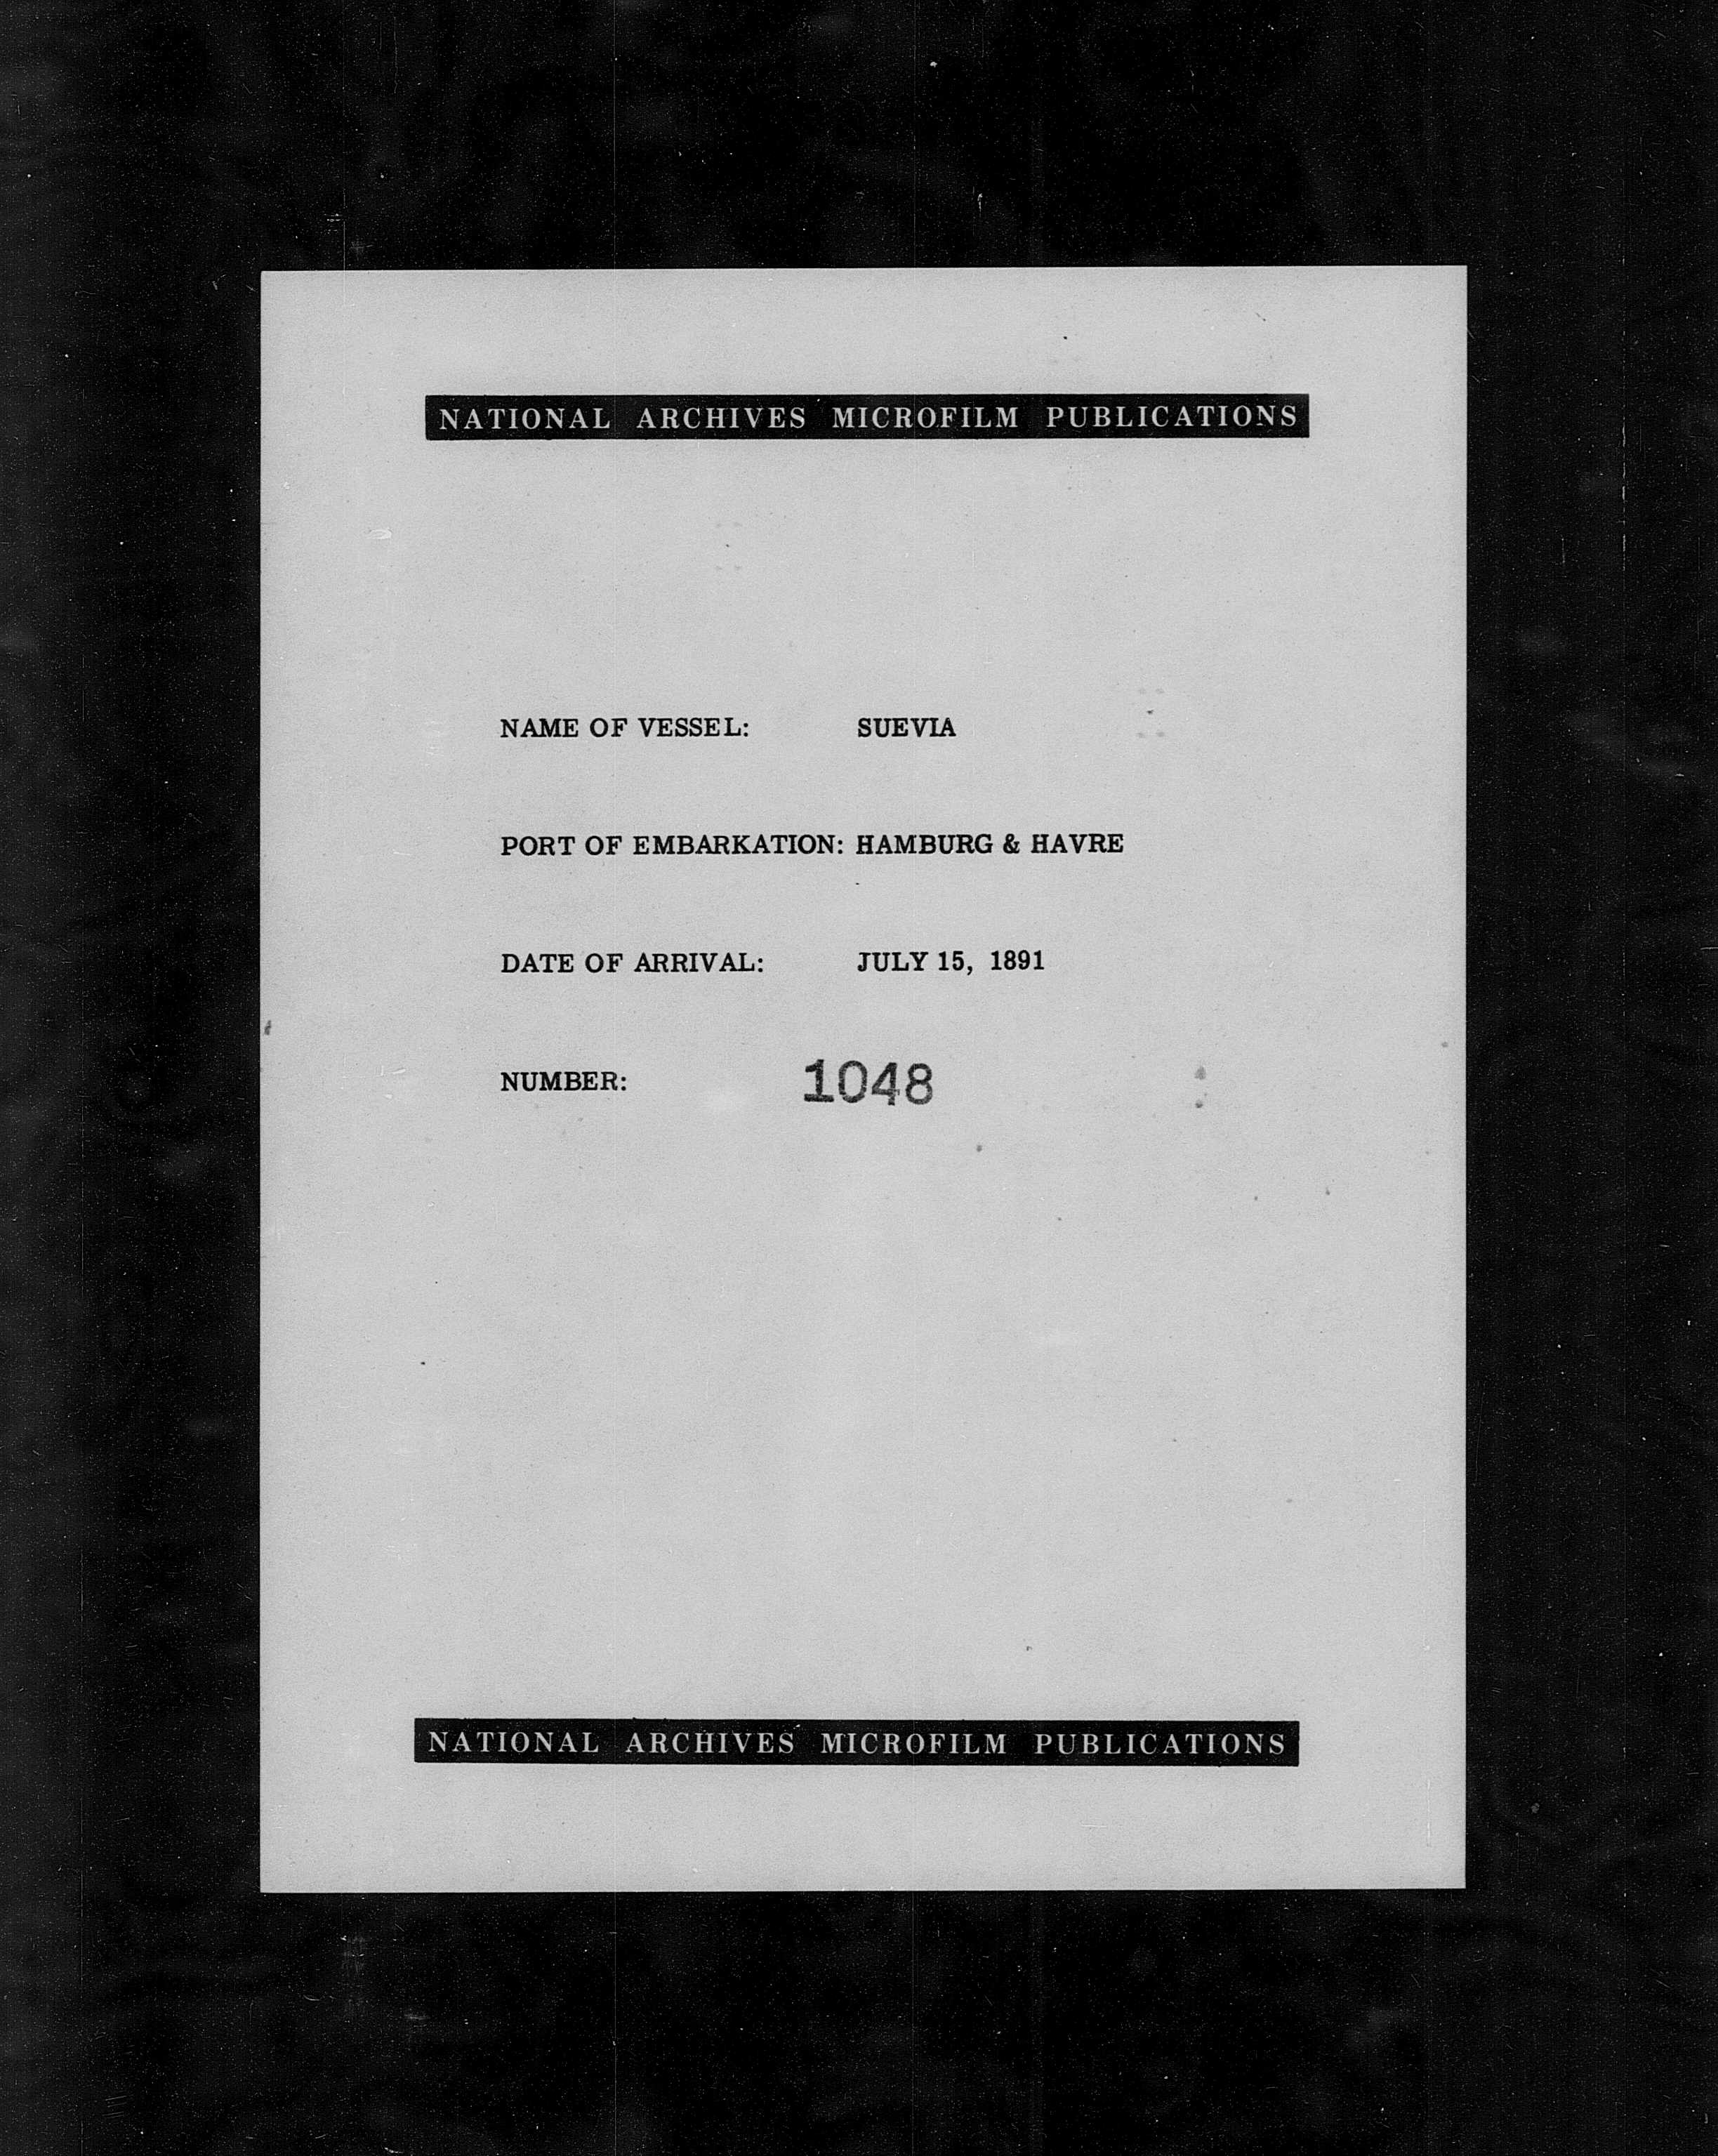 NATIONAL ARCHIVES MICROFILM PUBLICATIONS
NAME OF VESSEL: SUEVIA
PORT OF EMBARKATION: HAMBURG & HAVRE
DATE OF ARRIVAL: JULY 15, 1891
NUMBER: 1048
NATIONAL ARCHIVES MICROFILM PUBLICATIONS